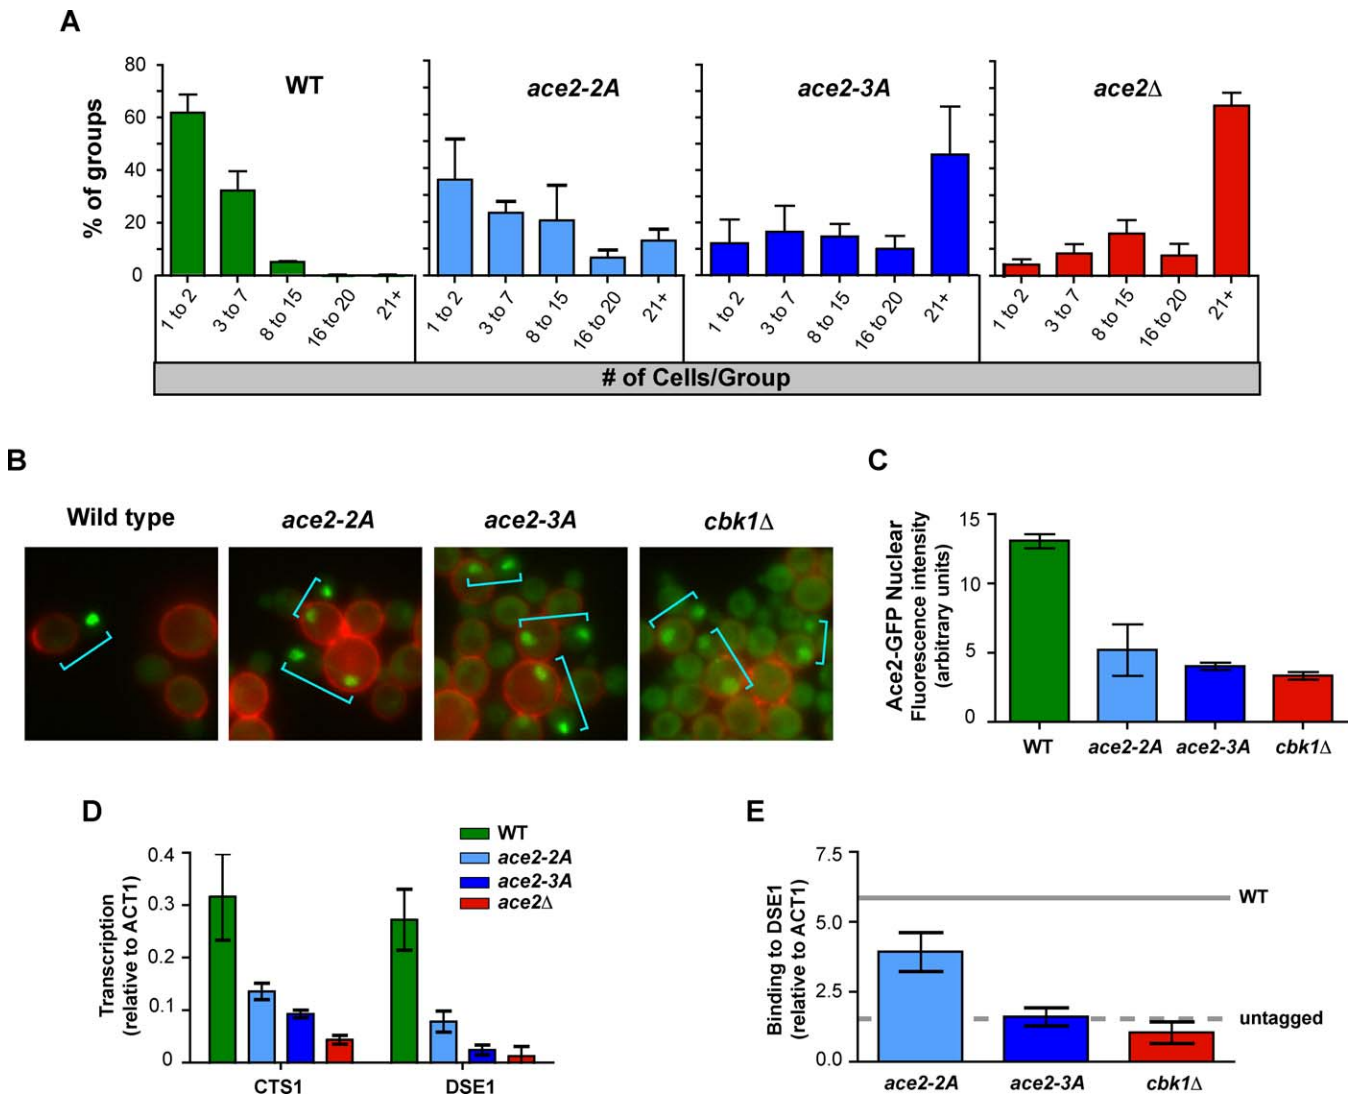 A
WT
ace2-2A
ace2-3A
ace2Δ
% of groups
80
60
40
20
0
1 to 2
3 to 7
8 to 15
16 to 20
21+
1 to 2
3 to 7
8 to 15
16 to 20
21+
1 to 2
3 to 7
8 to 15
16 to 20
21+
1 to 2
3 to 7
8 to 15
16 to 20
21+
# of Cells/Group
B
Wild type
ace2-2A
ace2-3A
cbk1Δ
C
Ace2-GFP Nuclear
Fluorescence intensity
(arbitrary units)
15
10
5
0
WT
ace2-2A
ace2-3A
cbk1Δ
D
Transcription
(relative to ACT1)
0.4
0.3
0.2
0.1
0
WT
ace2-2A
ace2-3A
ace2Δ
CTS1
DSE1
E
Binding to DSE1
(relative to ACT1)
7.5
5.0
2.5
0.0
WT
untagged
ace2-2A
ace2-3A
cbk1Δ